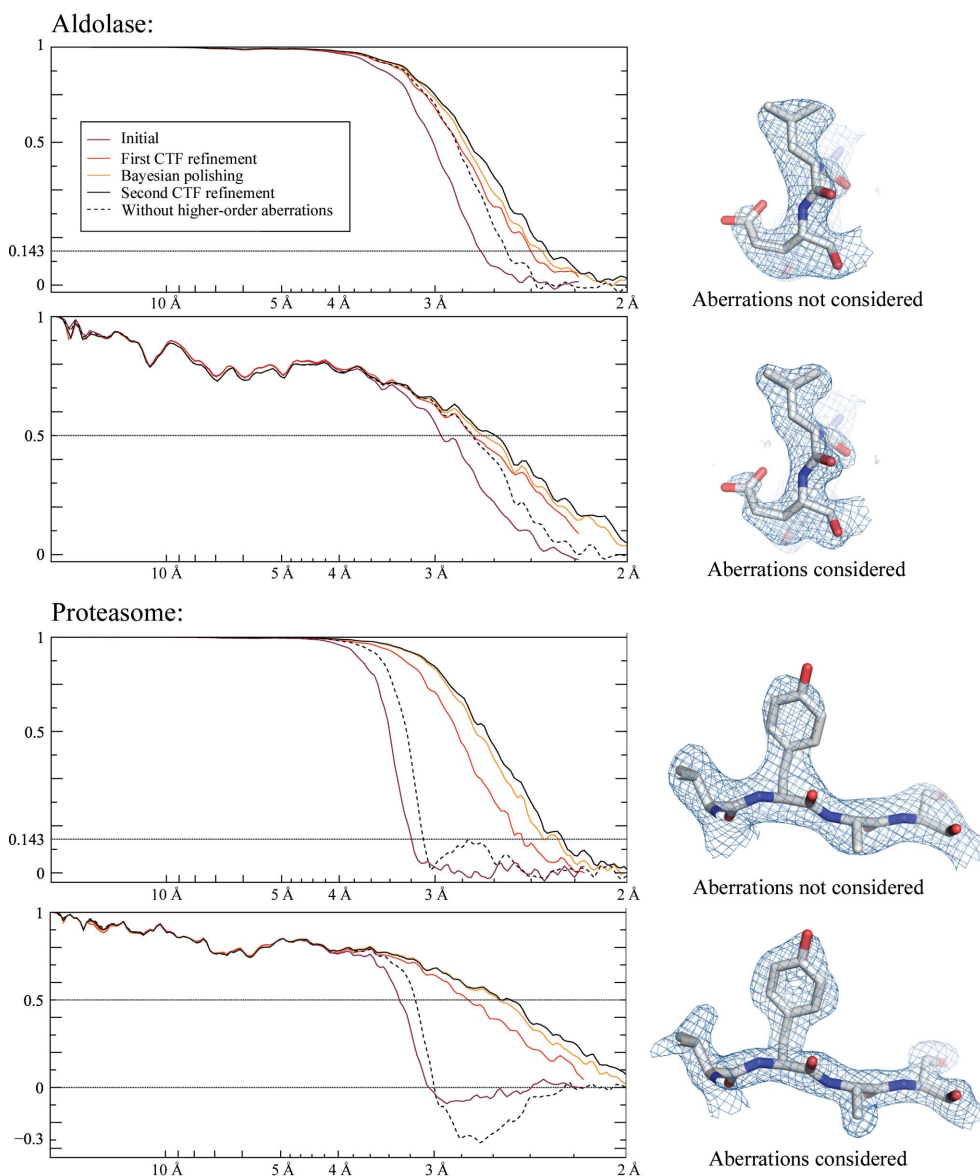 Aldolase:
1
Initial
First CTF refinement
Bayesian polishing
Second CTF refinement
Without higher-order aberrations
0.5
0.143
0
10 Å 5 Å 4 Å 3 Å 2 Å
Aberrations not considered
1
0.5
0
10 Å 5 Å 4 Å 3 Å 2 Å
Aberrations considered
Proteasome:
1
0.5
0.143
0
10 Å 5 Å 4 Å 3 Å 2 Å
Aberrations not considered
1
0.5
0
−0.3
10 Å 5 Å 4 Å 3 Å 2 Å
Aberrations considered